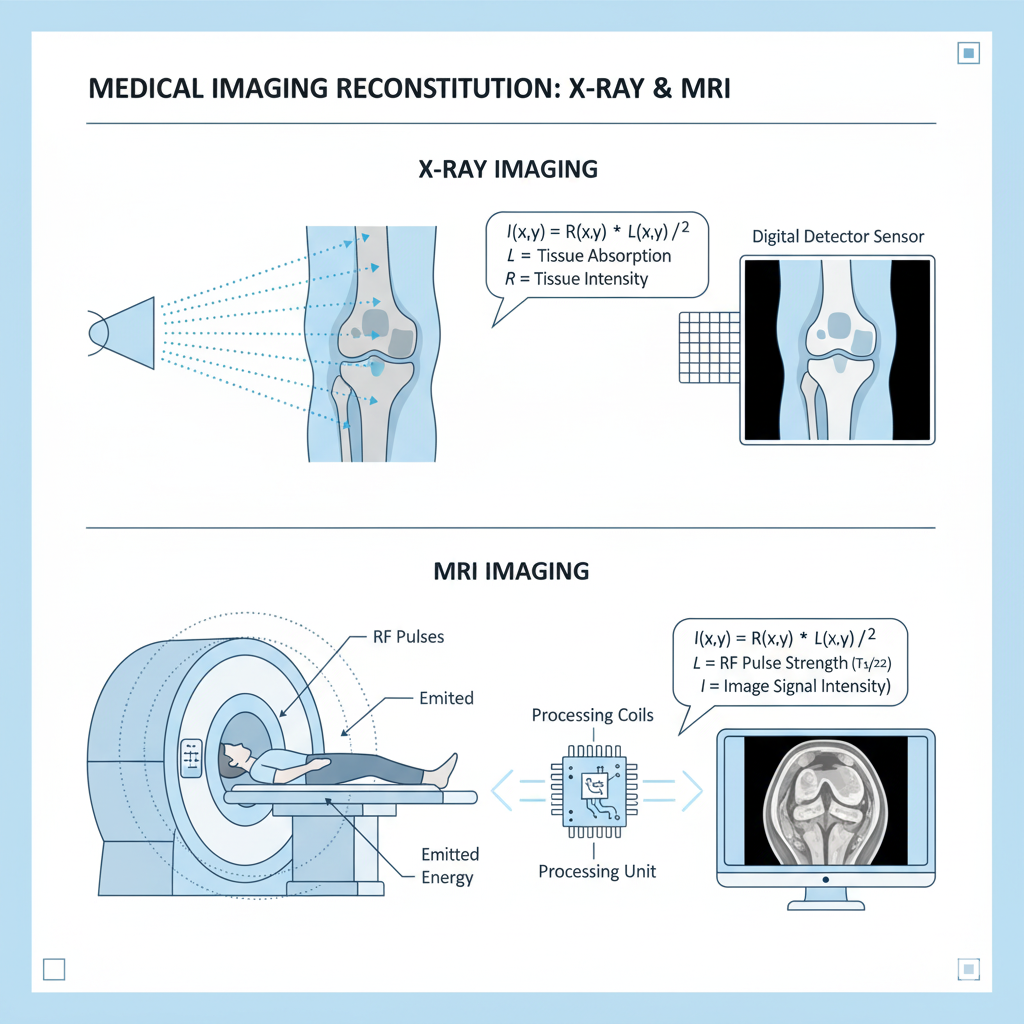 MEDICAL IMAGING RECONSTITUTION: X-RAY & MRI
X-RAY IMAGING
I(x,y) = R(x,y) * L(x,y) /²
L = Tissue Absorption
R = Tissue Intensity
Digital Detector Sensor
MRI IMAGING
RF Pulses
Emited
Emitted
Energy
Processing Coils
Processing Unit
I(x,y) = R(x,y) * L(x,y) /²
L = RF Pulse Strength (T₁/22)
I = Image Signal Intensity)